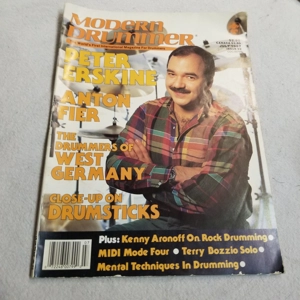 MODERN
DRUMMER
PETER
ERSKINE
ANTON
FIER
THE
DRUMMERS OF
WEST
GERMANY
CLOSE-UP ON
DRUMSTICKS
Plus: Kenny Aronoff On Rock Drumming •
MIDI Mode Four • Terry Bozzio Solo •
Mental Techniques In Drumming •